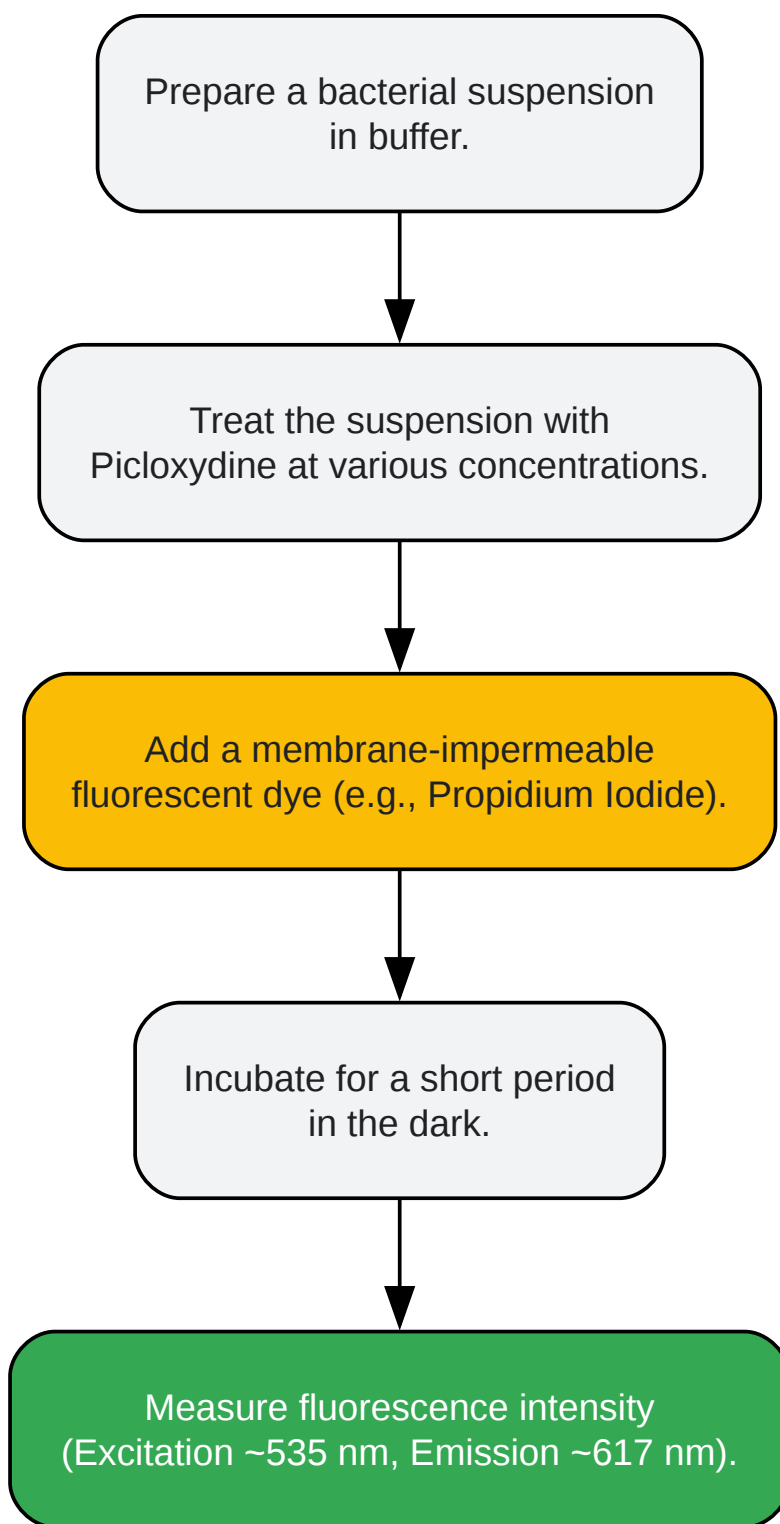 Prepare a bacterial suspension
in buffer.
Treat the suspension with
Picloxydine at various concentrations.
Add a membrane-impermeable
fluorescent dye (e.g., Propidium Iodide).
Incubate for a short period
in the dark.
Measure fluorescence intensity
(Excitation ~535 nm, Emission ~617 nm).